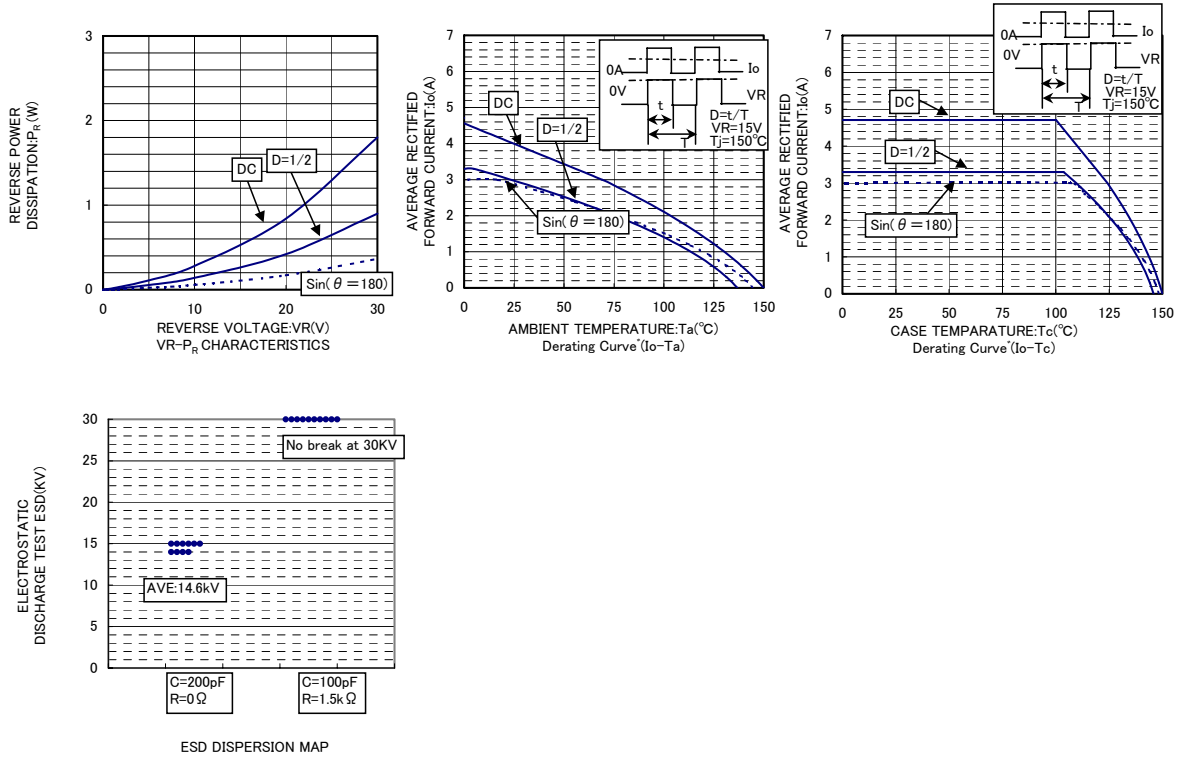 REVERSE POWER
DISSIPATION:PR (W)
3
2
1
0
DC
D=1/2
Sin(θ=180)
0 10 20 30
REVERSE VOLTAGE:VR(V)
VR-PR CHARACTERISTICS
AVERAGE RECTIFIED
FORWARD CURRENT:Io(A)
7
6
5
4
3
2
1
0
DC
D=1/2
Sin(θ=180)
0A
Io
0V
VR
t
T
D=t/T
VR=15V
Tj=150°C
0 25 50 75 100 125 150
AMBIENT TEMPERATURE:Ta(°C)
Derating Curve"(Io-Ta)
AVERAGE RECTIFIED
FORWARD CURRENT:Io(A)
7
6
5
4
3
2
1
0
DC
D=1/2
Sin(θ=180)
0A
Io
0V
VR
t
T
D=t/T
VR=15V
Tj=150°C
0 25 50 75 100 125 150
CASE TEMPARATURE:Tc(°C)
Derating Curve"(Io-Tc)
ELECTROSTATIC
DISCHARGE TEST ESD(KV)
30
25
20
15
10
5
0
No break at 30KV
AVE:14.6kV
C=200pF
R=0Ω
C=100pF
R=1.5kΩ
ESD DISPERSION MAP